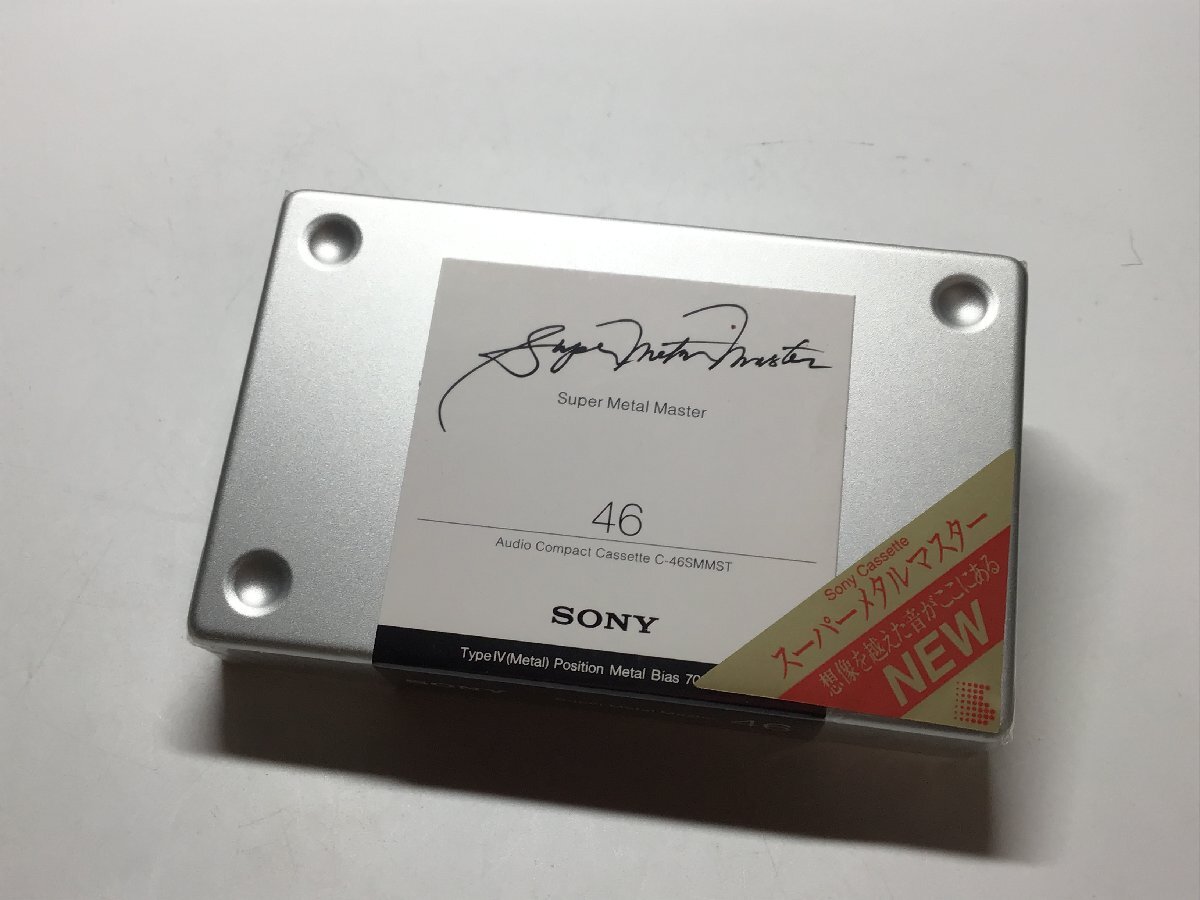 Super Metal Master
Super Metal Master
46
Audio Compact Cassette C-46SMMST
SONY
Type IV (Metal) Position Metal Bias 70
Sony Cassette
スーパーメタルマスター
想像を越えた音がここにある
NEW
SONY
46